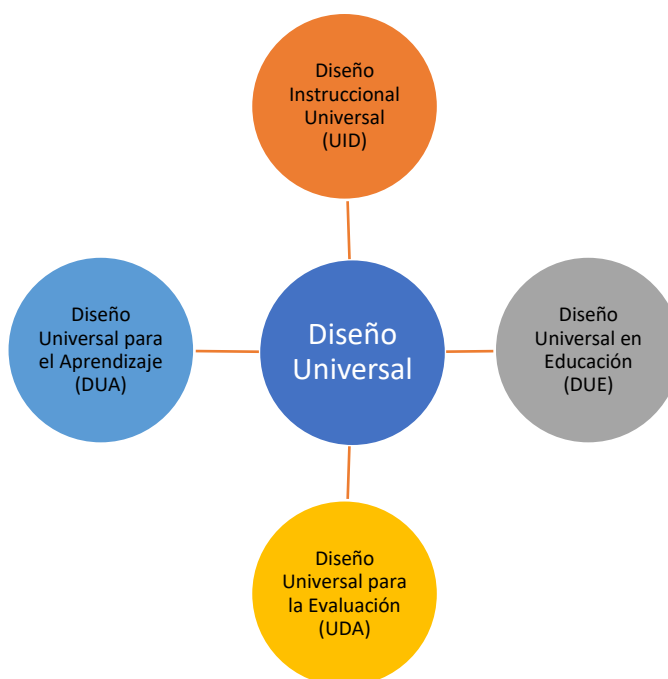 Diseño
Instruccional
Universal
(UID)
Diseño
Universal para
el Aprendizaje
(DUA)
Diseño
Universal
Diseño
Universal en
Educación
(DUE)
Diseño
Universal para
la Evaluación
(UDA)